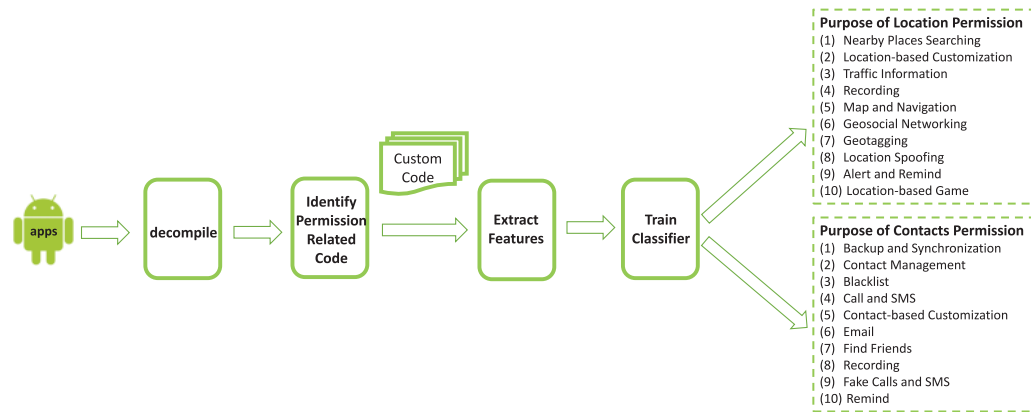 apps
decompile
Identify
Permission
Related
Code
Custom
Code
Extract
Features
Train
Classifier
Purpose of Location Permission
(1) Nearby Places Searching
(2) Location-based Customization
(3) Traffic Information
(4) Recording
(5) Map and Navigation
(6) Geosocial Networking
(7) Geotagging
(8) Location Spoofing
(9) Alert and Remind
(10) Location-based Game
Purpose of Contacts Permission
(1) Backup and Synchronization
(2) Contact Management
(3) Blacklist
(4) Call and SMS
(5) Contact-based Customization
(6) Email
(7) Find Friends
(8) Recording
(9) Fake Calls and SMS
(10) Remind